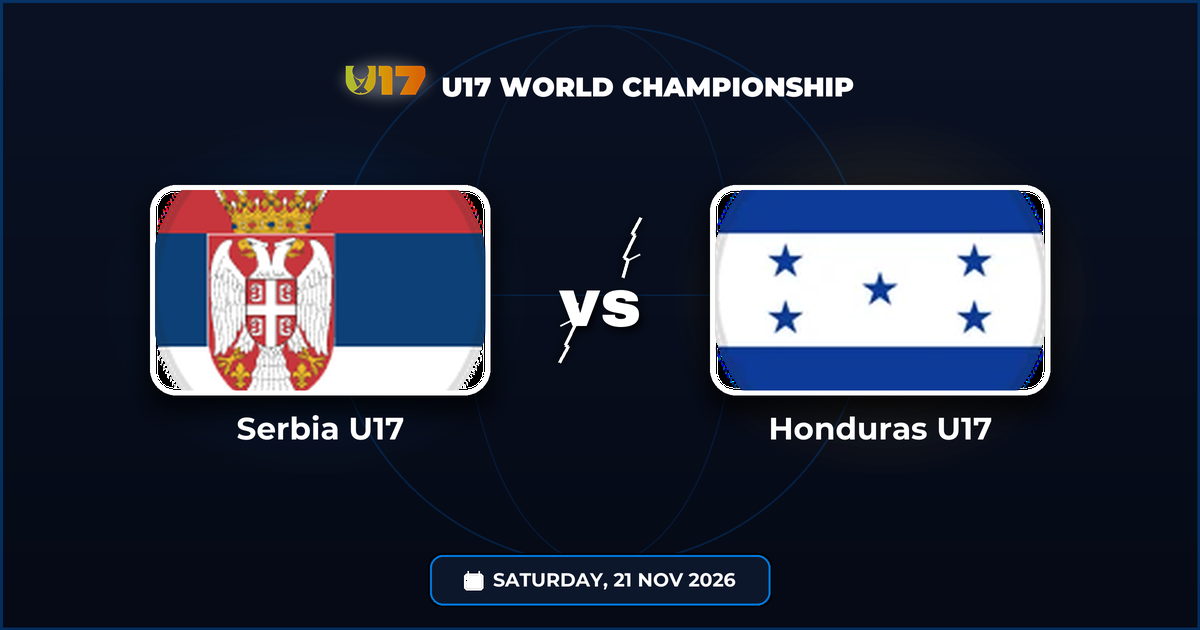 U17 U17 WORLD CHAMPIONSHIP
VS
Serbia U17
Honduras U17
SATURDAY, 21 NOV 2026